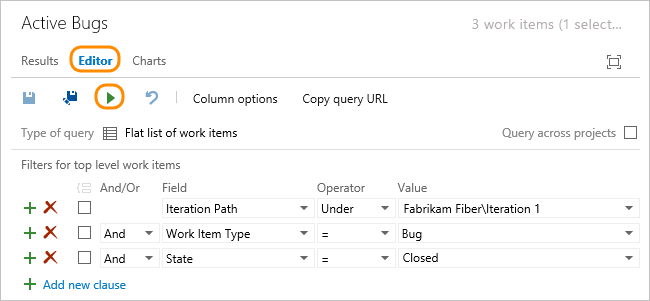 Active Bugs
3 work items (1 select...
Results Editor Charts
Column options Copy query URL
Type of query Flat list of work items Query across projects
Filters for top level work items
And/Or Field Operator Value
Iteration Path Under Fabrikam Fiber\Iteration 1
And Work Item Type = Bug
And State = Closed
Add new clause